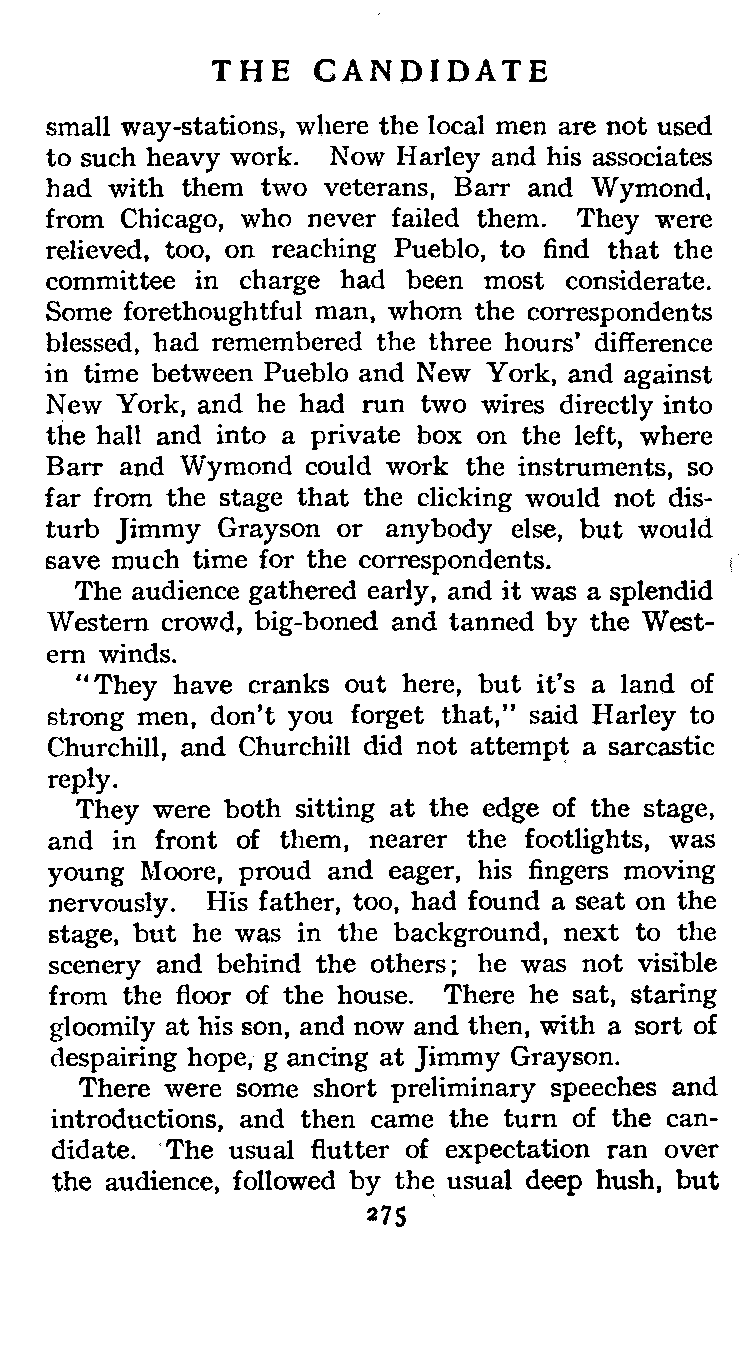 THE CANDIDATE
small way-stations, where the local men are not used
to such heavy work. Now Harley and his associates
had with them two veterans, Barr and Wymond,
from Chicago, who never failed them. They were
relieved, too, on reaching Pueblo, to find that the
committee in charge had been most considerate.
Some forethoughtful man, whom the correspondents
blessed, had remembered the three hours' difference
in time between Pueblo and New York, and against
New York, and he had run two wires directly into
the hall and into a private box on the left, where
Barr and Wymond could work the instruments, so
far from the stage that the clicking would not dis-
turb Jimmy Grayson or anybody else, but would
save much time for the correspondents.
The audience gathered early, and it was a splendid
Western crowd, big-boned and tanned by the West-
ern winds.
"They have cranks out here, but it's a land of
strong men, don't you forget that," said Harley to
Churchill, and Churchill did not attempt a sarcastic
reply.
They were both sitting at the edge of the stage,
and in front of them, nearer the footlights, was
young Moore, proud and eager, his fingers moving
nervously. His father, too, had found a seat on the
stage, but he was in the background, next to the
scenery and behind the others; he was not visible
from the floor of the house. There he sat, staring
gloomily at his son, and now and then, with a sort of
despairing hope, g ancing at Jimmy Grayson.
There were some short preliminary speeches and
introductions, and then came the turn of the can-
didate. The usual flutter of expectation ran over
the audience, followed by the usual deep hush, but
275